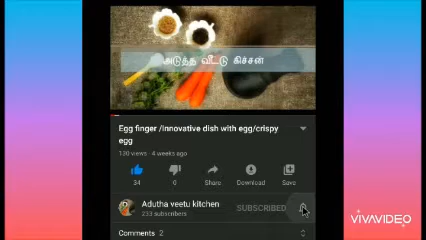 அடுத்த வீட்டு கிச்சன்
Egg finger /Innovative dish with egg/crispy
egg
130 views · 4 weeks ago
34
0
Share
Download
Save
Adutha veetu kitchen
SUBSCRIBED
233 subscribers
Comments 2
VIVAVIDEO